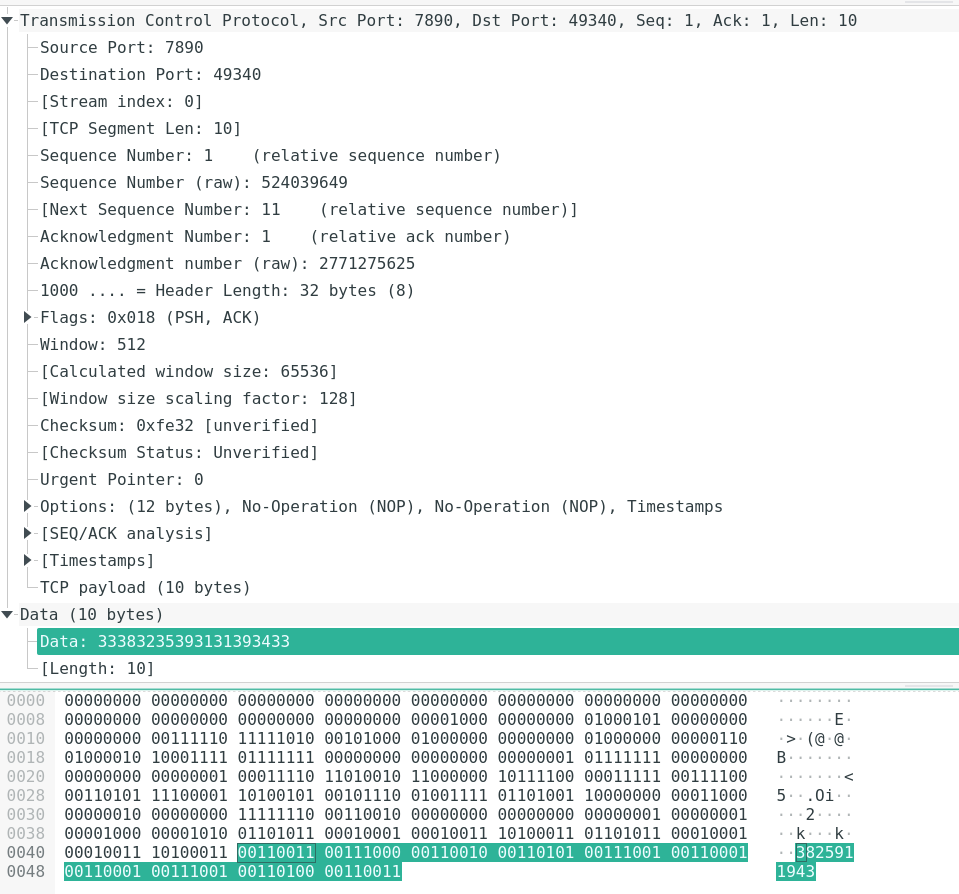 Transmission Control Protocol, Src Port: 7890, Dst Port: 49340, Seq: 1, Ack: 1, Len: 10
Source Port: 7890
Destination Port: 49340
[Stream index: 0]
[TCP Segment Len: 10]
Sequence Number: 1    (relative sequence number)
Sequence Number (raw): 524039649
[Next Sequence Number: 11    (relative sequence number)]
Acknowledgment Number: 1    (relative ack number)
Acknowledgment number (raw): 2771275625
1000 .... = Header Length: 32 bytes (8)
Flags: 0x018 (PSH, ACK)
Window: 512
[Calculated window size: 65536]
[Window size scaling factor: 128]
Checksum: 0xfe32 [unverified]
[Checksum Status: Unverified]
Urgent Pointer: 0
Options: (12 bytes), No-Operation (NOP), No-Operation (NOP), Timestamps
[SEQ/ACK analysis]
[Timestamps]
TCP payload (10 bytes)
Data (10 bytes)
Data: 33383235393131393433
[Length: 10]
0000 00000000 00000000 00000000 00000000 00000000 00000000 00000000 00000000 ········
0008 00000000 00000000 00000000 00000000 00001000 00000000 01000101 00000000 ······E·
0010 00000000 00111110 11111010 00101000 01000000 00000000 01000000 00000110 ·>·(@·@·
0018 01000010 10001111 01111111 00000000 00000000 00000001 01111111 00000000 B·······
0020 00000000 00000001 00011110 11010010 11000000 10111100 00011111 00111100 ·······<
0028 00110101 11100001 10100101 00101110 01001111 01101001 10000000 00011000 5··.Oi··
0030 00000010 00000000 11111110 00110010 00000000 00000000 00000001 00000001 ···2····
0038 00001000 00001010 01101011 00010001 00010011 10100011 01101011 00010001 ··k···k·
0040 00010011 10100011 00110011 00111000 00110010 00110101 00111001 00110001 ··382591
0048 00110001 00111001 00110100 00110011 1943